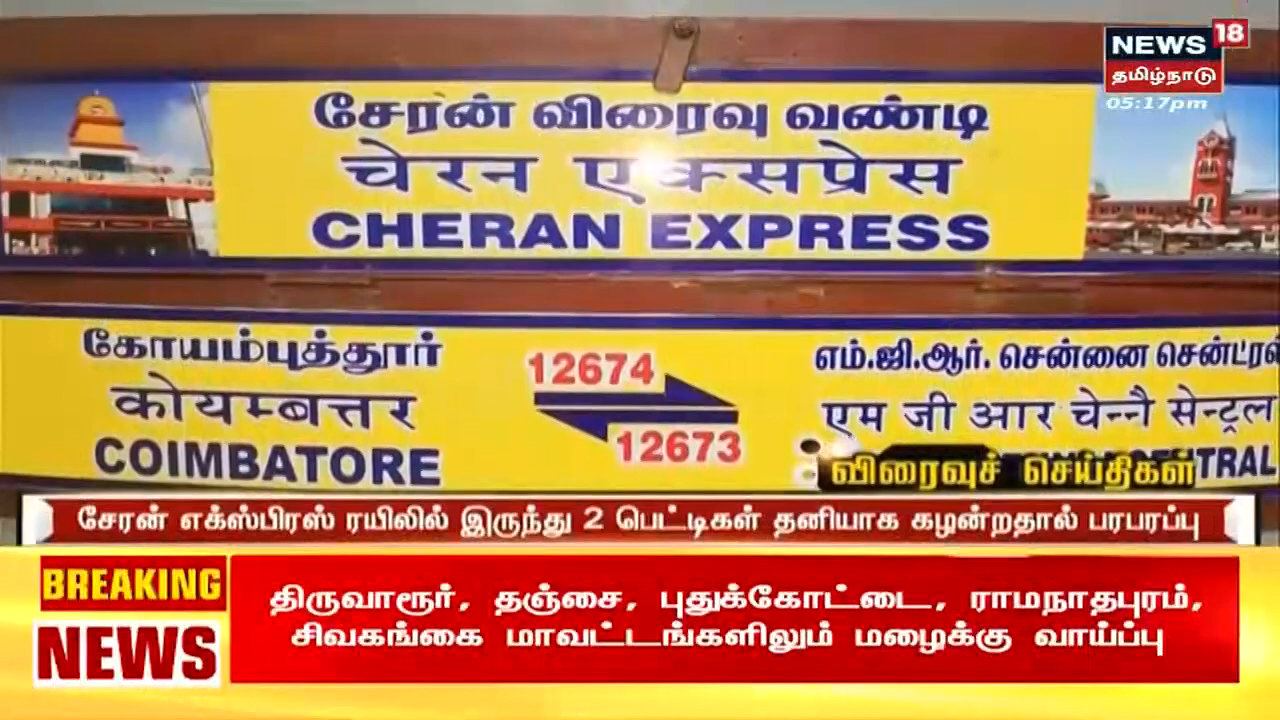 NEWS 18
தமிழ்நாடு
05:17pm
சேரன் விரைவு வண்டி
चेरन एक्सप्रेस
CHERAN EXPRESS
கோயம்புத்தூர்
कोयम्बत्तर
COIMBATORE
12674
12673
எம்.ஜி.ஆர். சென்னை சென்ட்ரல்
एम जी आर चेन्नै सेन्ट्रल
விரைவுச் செய்திகள்
சேரன் எக்ஸ்பிரஸ் ரயிலில் இருந்து 2 பெட்டிகள் தனியாக கழன்றதால் பரபரப்பு
BREAKING
NEWS
திருவாரூர், தஞ்சை, புதுக்கோட்டை, ராமநாதபுரம்,
சிவகங்கை மாவட்டங்களிலும் மழைக்கு வாய்ப்பு